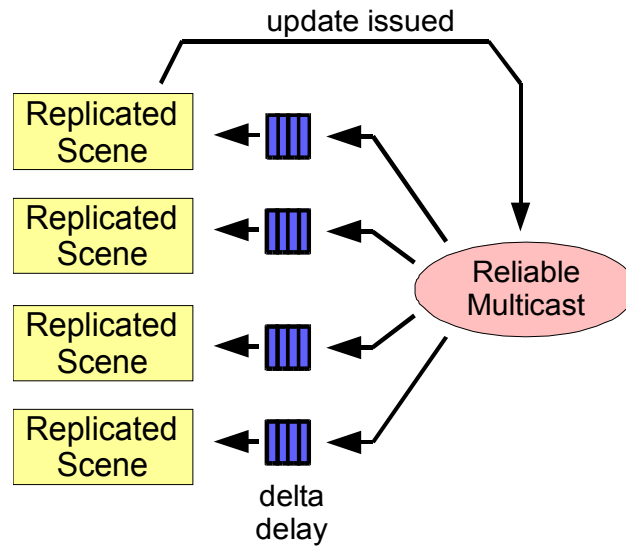 update issued
Replicated
Scene
Replicated
Scene
Reliable
Multicast
Replicated
Scene
Replicated
Scene
delta
delay